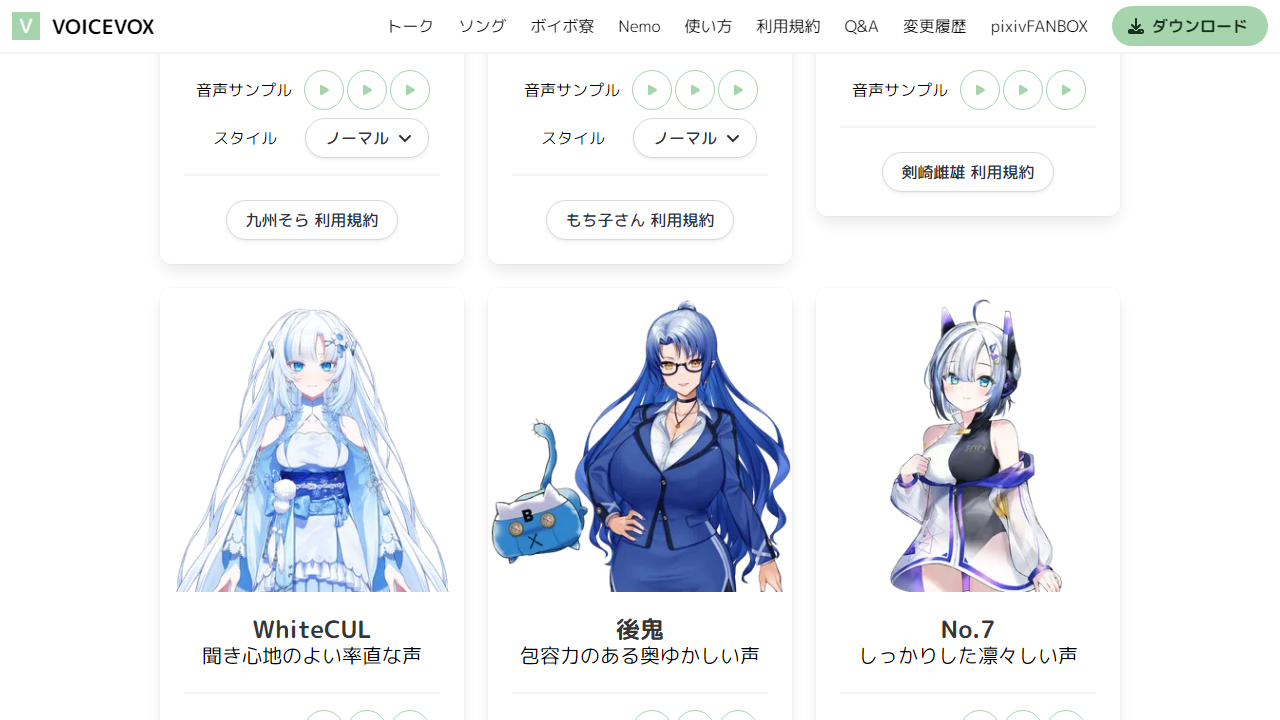 V VOICEVOX トーク ソング ボイボ寮 Nemo 使い方 利用規約 Q&A 変更履歴 pixivFANBOX ダウンロード
音声サンプル 音声サンプル 音声サンプル
スタイル ノーマル スタイル ノーマル
剣崎雌雄 利用規約
九州そら 利用規約 もち子さん 利用規約
B
WhiteCUL 後鬼 No.7
聞き心地のよい率直な声 包容力のある奥ゆかしい声 しっかりした凛々しい声